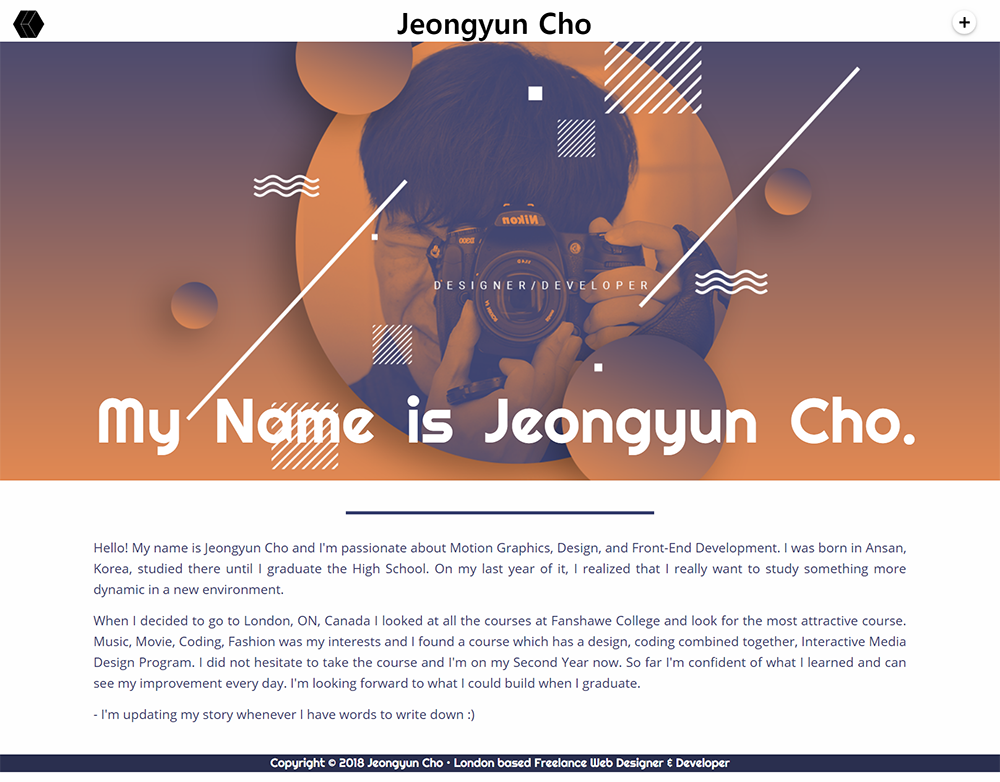 Jeongyun Cho
+
Nikon
DESIGNER/DEVELOPER
My Name is Jeongyun Cho.
Hello! My name is Jeongyun Cho and I'm passionate about Motion Graphics, Design, and Front-End Development. I was born in Ansan,
Korea, studied there until I graduate the High School. On my last year of it, I realized that I really want to study something more
dynamic in a new environment.
When I decided to go to London, ON, Canada I looked at all the courses at Fanshawe College and look for the most attractive course.
Music, Movie, Coding, Fashion was my interests and I found a course which has a design, coding combined together, Interactive Media
Design Program. I did not hesitate to take the course and I'm on my Second Year now. So far I'm confident of what I learned and can
see my improvement every day. I'm looking forward to what I could build when I graduate.
- I'm updating my story whenever I have words to write down :)
Copyright © 2018 Jeongyun Cho • London based Freelance Web Designer & Developer